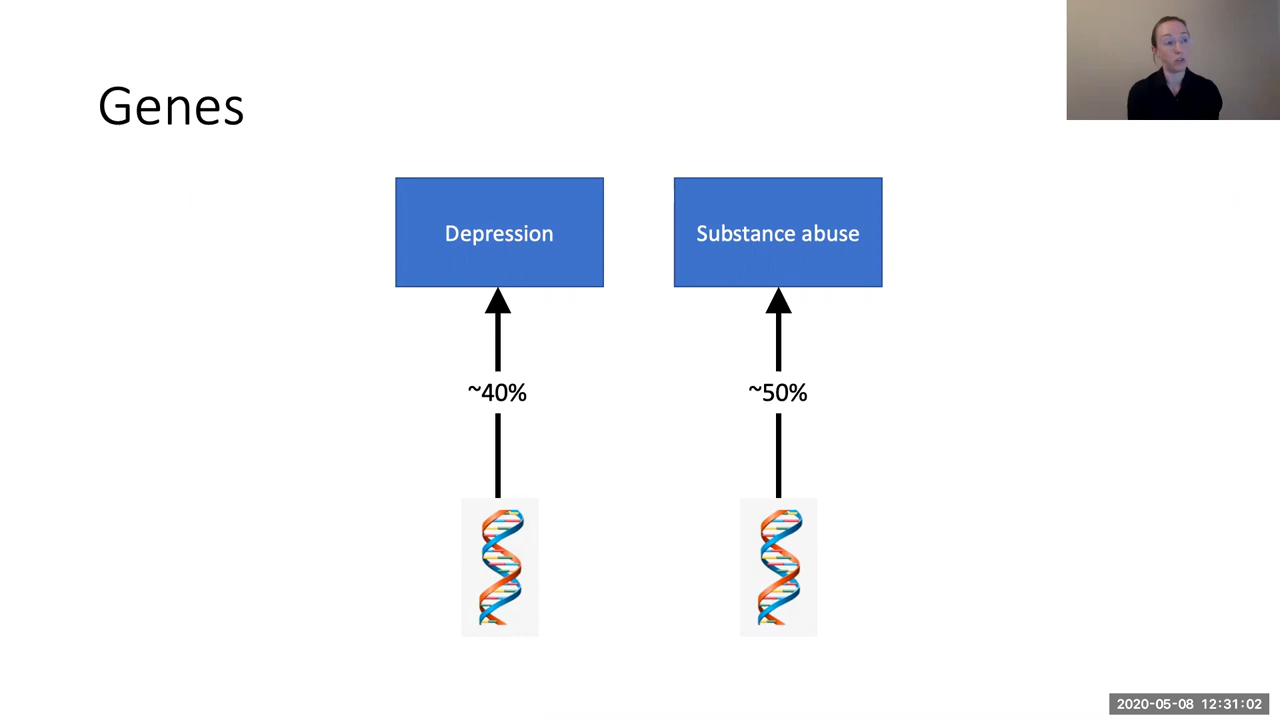 Genes
Depression
Substance abuse
~40%
~50%
2020-05-08 12:31:02